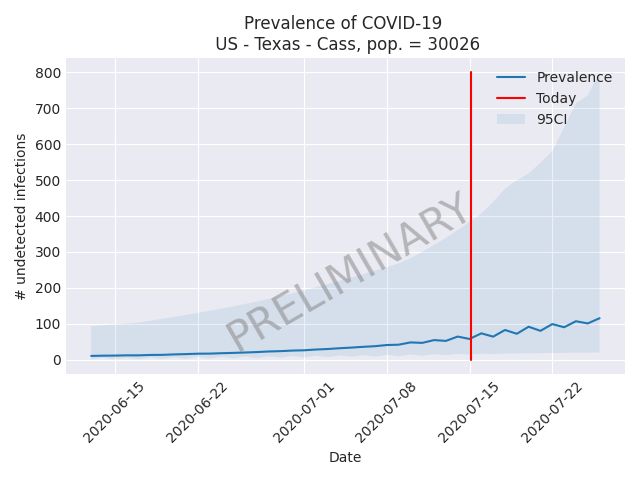 Prevalence of COVID-19
US - Texas - Cass, pop. = 30026
# undetected infections
800
700
600
500
400
300
200
100
0
Prevalence
Today
95CI
PRELIMINARY
2020-06-15
2020-06-22
2020-07-01
2020-07-08
2020-07-15
2020-07-22
Date